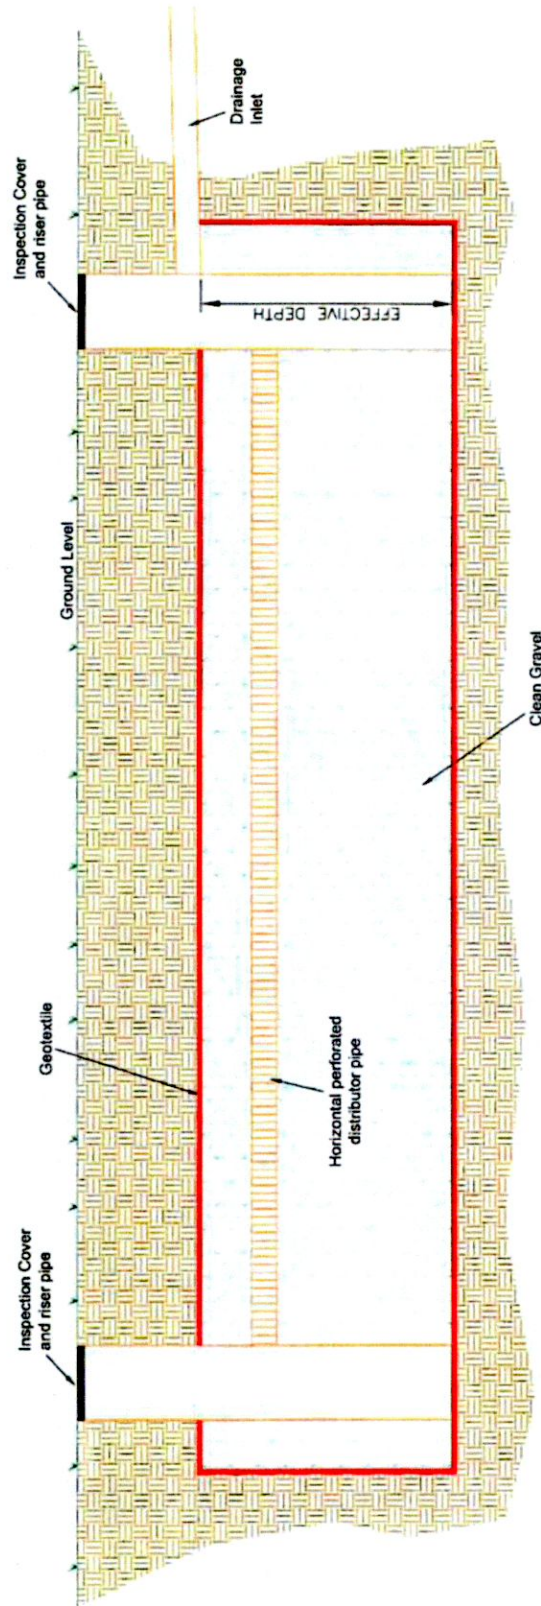 Inspection Cover
and riser pipe
Geotextile
Ground Level
Inspection Cover
and riser pipe
Drainage
Inlet
EFFECTIVE DEPTH
Horizontal perforated
distributor pipe
Clean Gravel